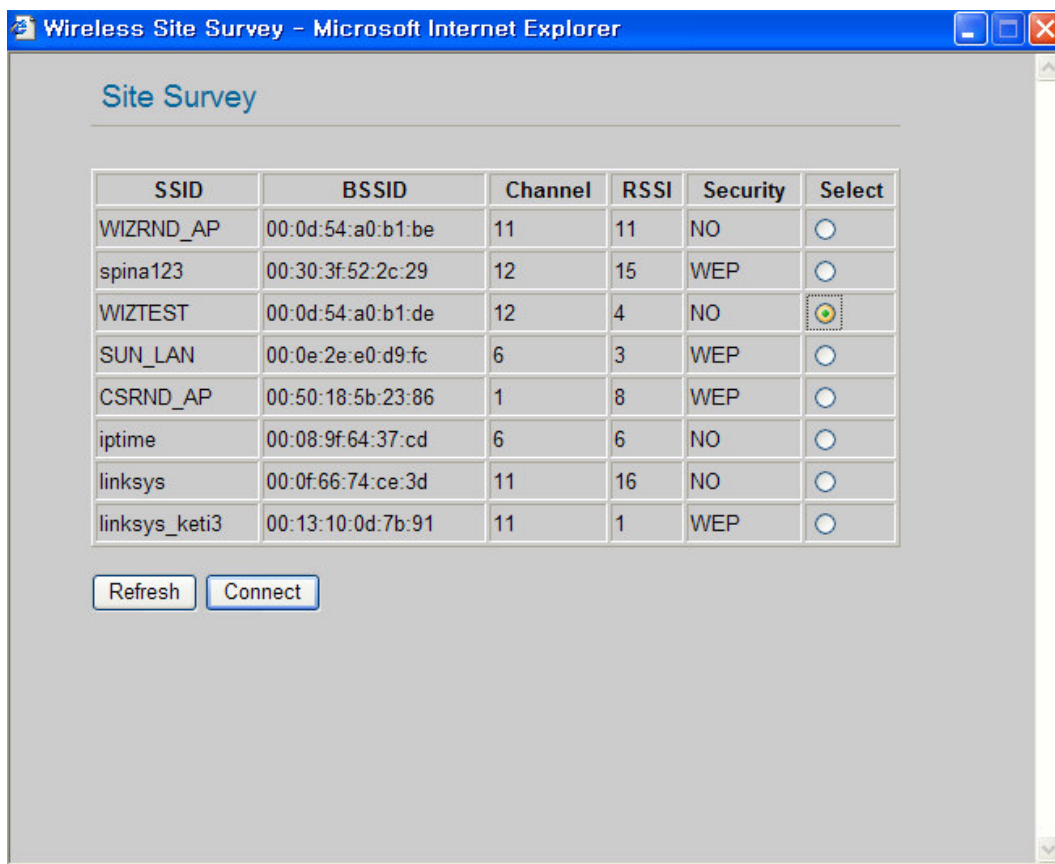 Wireless Site Survey - Microsoft Internet Explorer
Site Survey
SSID BSSID Channel RSSI Security Select
WIZRND_AP 00:0d:54:a0:b1:be 11 11 NO
spina123 00:30:3f:52:2c:29 12 15 WEP
WIZTEST 00:0d:54:a0:b1:de 12 4 NO
SUN_LAN 00:0e:2e:e0:d9:fc 6 3 WEP
CSRND_AP 00:50:18:5b:23:86 1 8 WEP
iptime 00:08:9f:64:37:cd 6 6 NO
linksys 00:0f:66:74:ce:3d 11 16 NO
linksys_keti3 00:13:10:0d:7b:91 11 1 WEP
Refresh Connect